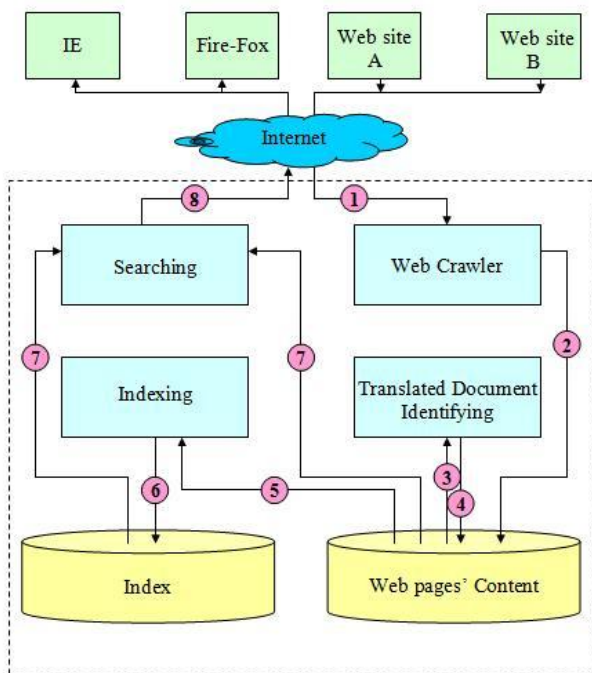 IE
Fire-Fox
Web site
A
Web site
B
Internet
8
1
Searching
Web Crawler
7
7
2
Indexing
Translated Document
Identifying
6
5
3
4
Index
Web pages’ Content